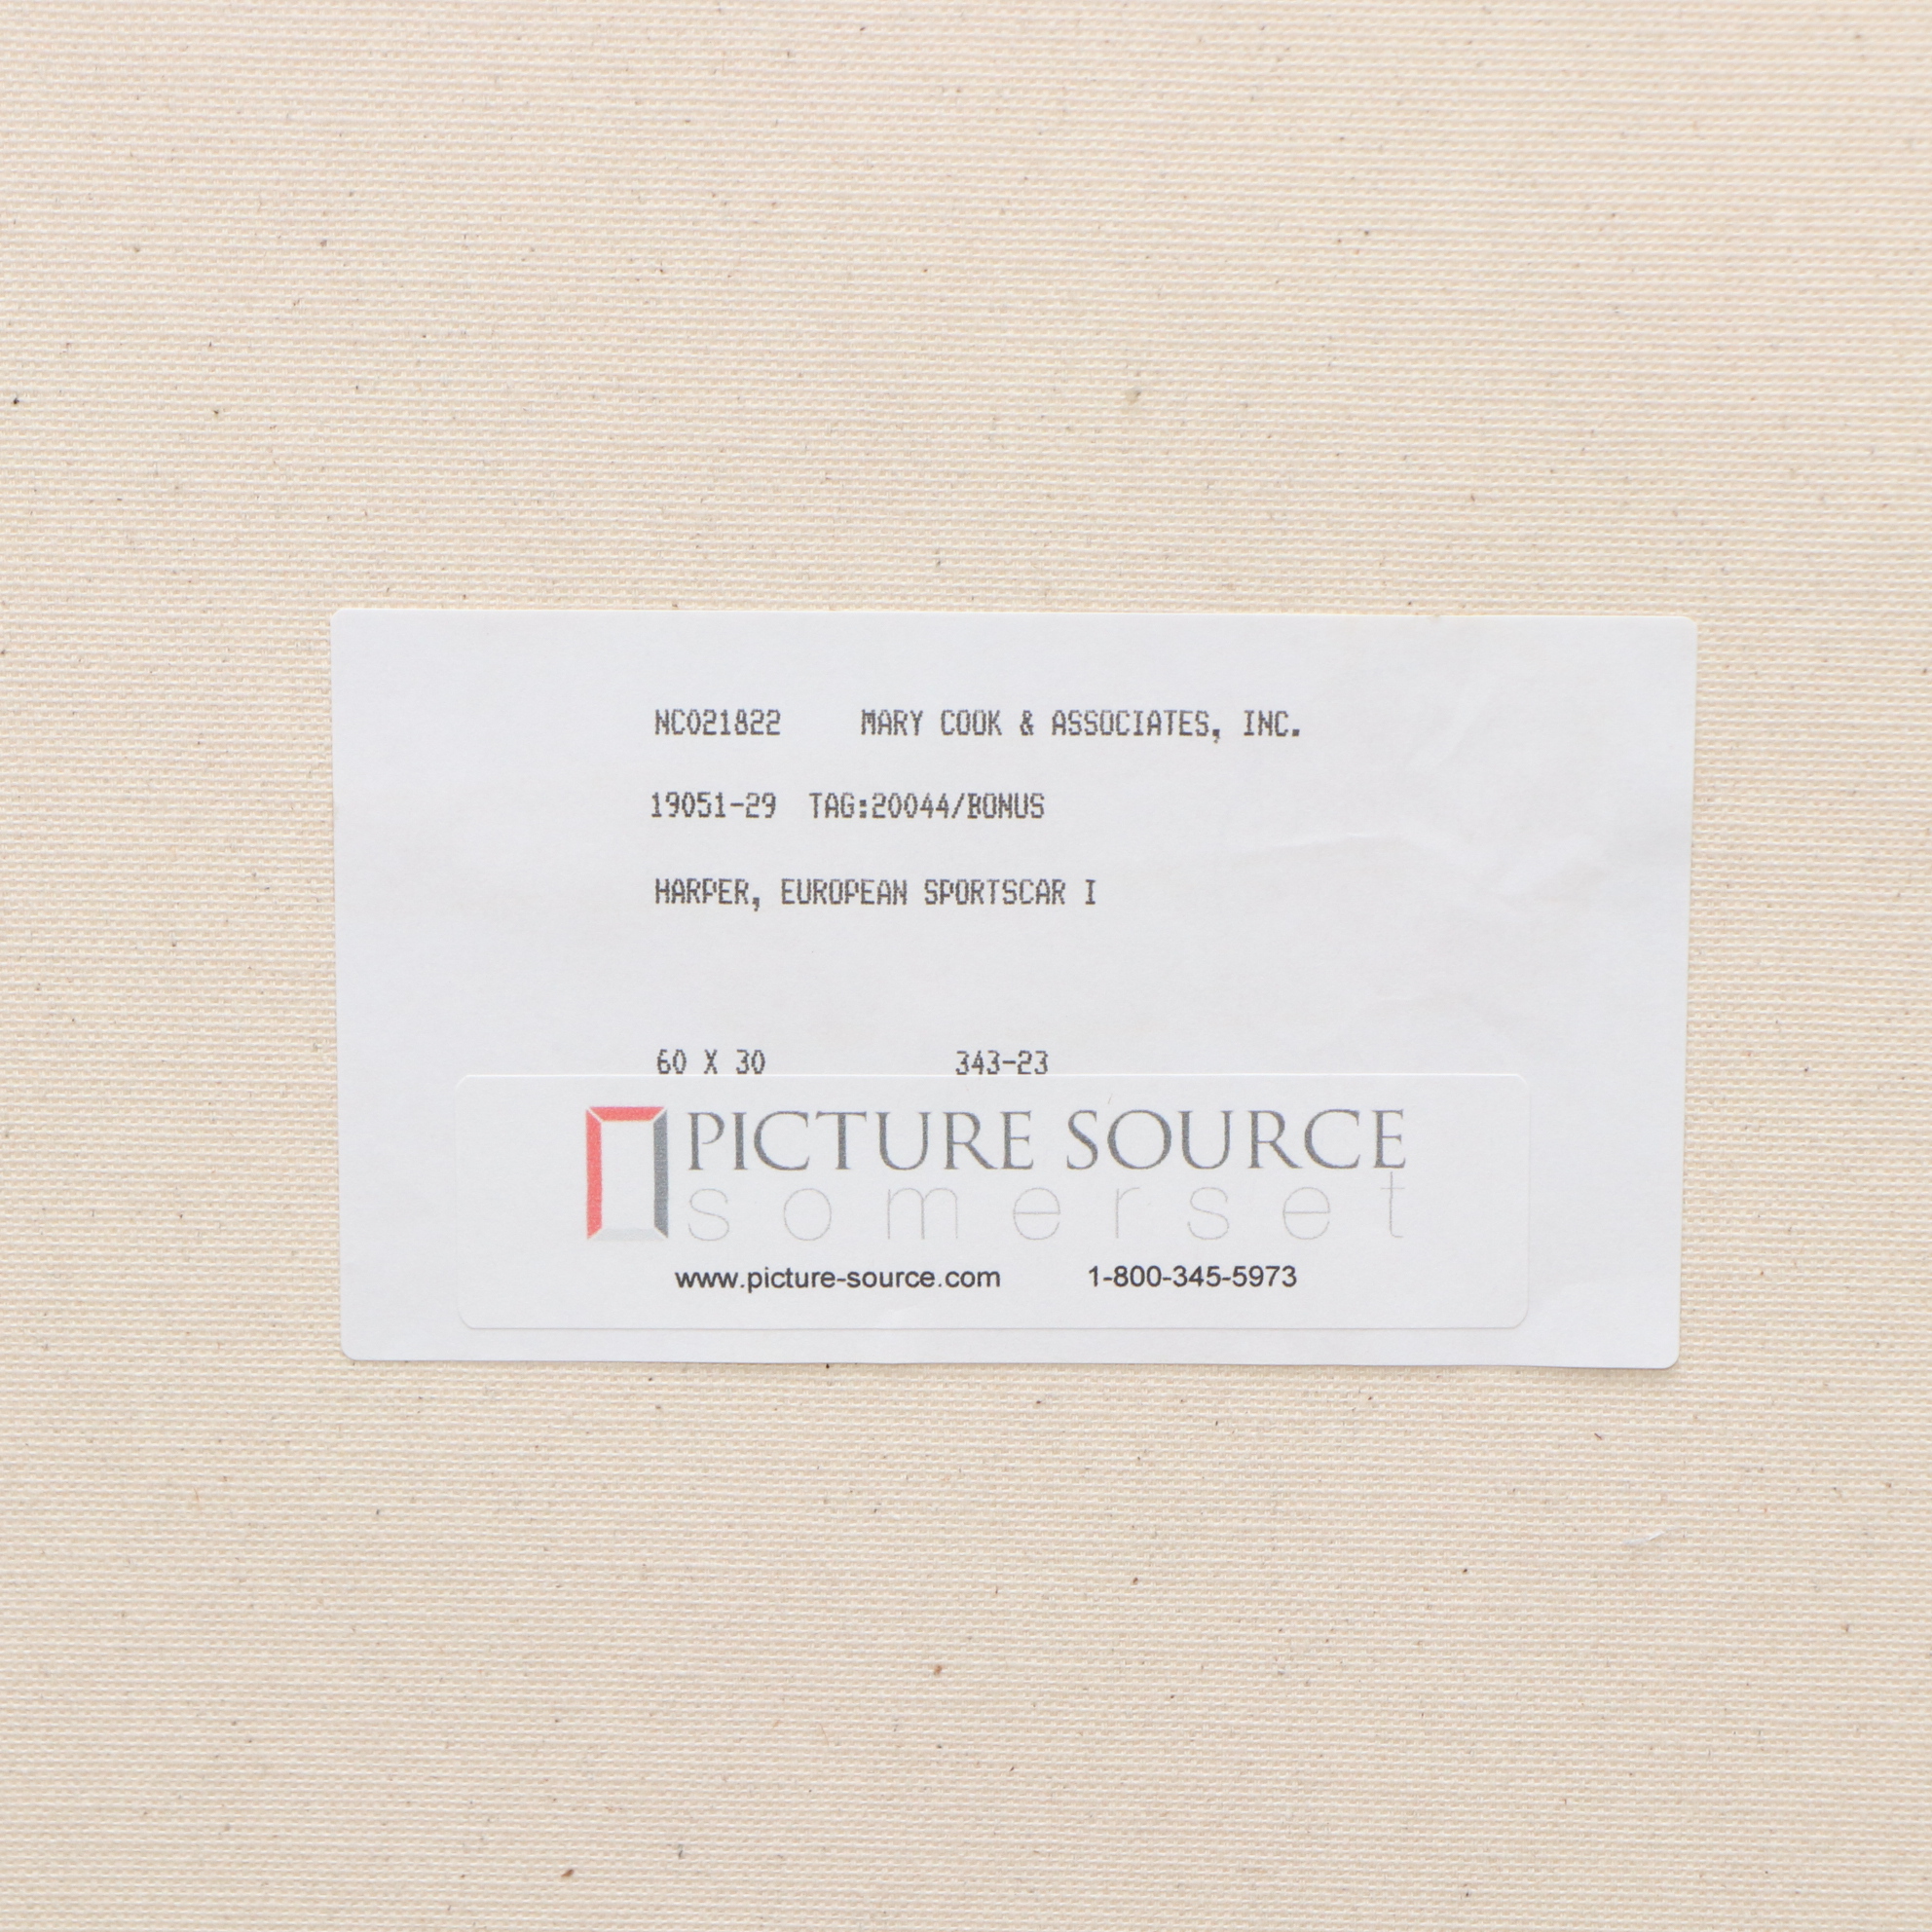 NC021822 MARY COOK & ASSOCIATES, INC.
19051-29 TAG:20044/BONUS
HARPER, EUROPEAN SPORTSCAR I
60 X 30 343-23
PICTURE SOURCE
somerset
www.picture-source.com 1-800-345-5973